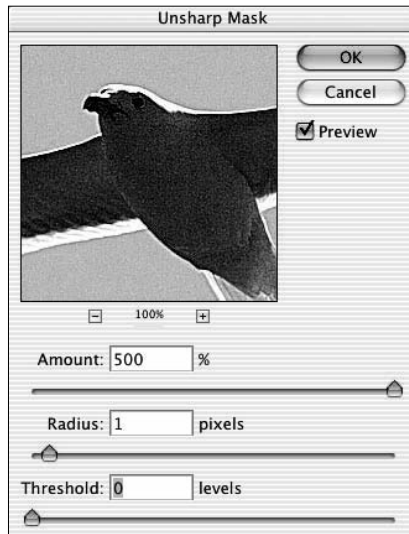 Unsharp Mask
OK
Cancel
Preview
100%
Amount: 500 %
Radius: 1 pixels
Threshold: 0 levels